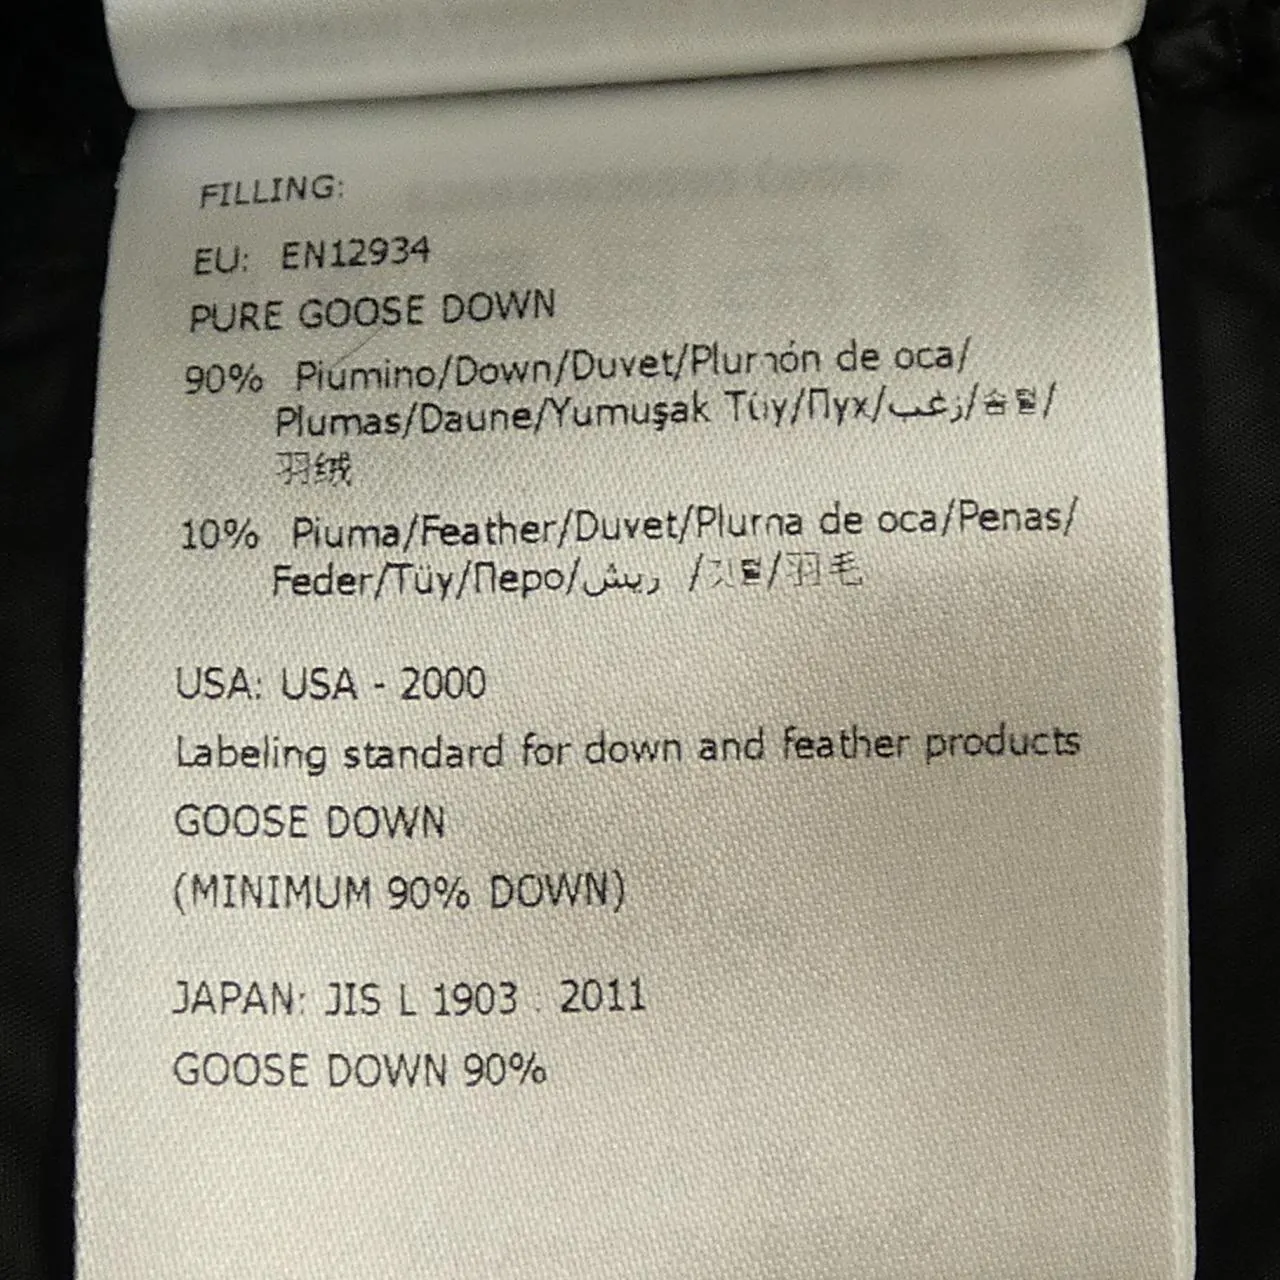 FILLING:
EU: EN12934
PURE GOOSE DOWN
90% Piumino/Down/Duvet/Plumón de oca/
Plumas/Daune/Yumuşak Tüy/Пух/زغب/솜털/
羽绒
10% Piuma/Feather/Duvet/Pluma de oca/Penas/
Feder/Tüy/Перо/ريش /깃털/羽毛
USA: USA - 2000
Labeling standard for down and feather products
GOOSE DOWN
(MINIMUM 90% DOWN)
JAPAN: JIS L 1903 : 2011
GOOSE DOWN 90%